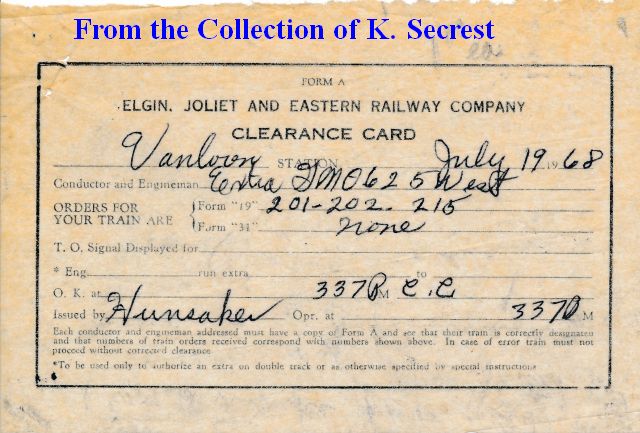 From the Collection of K. Secrest
FORM A
ELGIN, JOLIET AND EASTERN RAILWAY COMPANY
CLEARANCE CARD
Vanloon STATION July 19 1968
Conductor and Engineman Extra GMO 625 West
ORDERS FOR YOUR TRAIN ARE { Form "19" 201-202. 215
Form "31" none
T. O. Signal Displayed for
* Eng. run extra to
O. K. at 337 P M C.C.
Issued by Hunsaker Opr. at 337P M
Each conductor and engineman addressed must have a copy of Form A and see that their train is correctly designated
and that numbers of train orders received correspond with numbers shown above. In case of error train must not
proceed without corrected clearance
*To be used only to authorize an extra on double track or as otherwise specified by special instructions